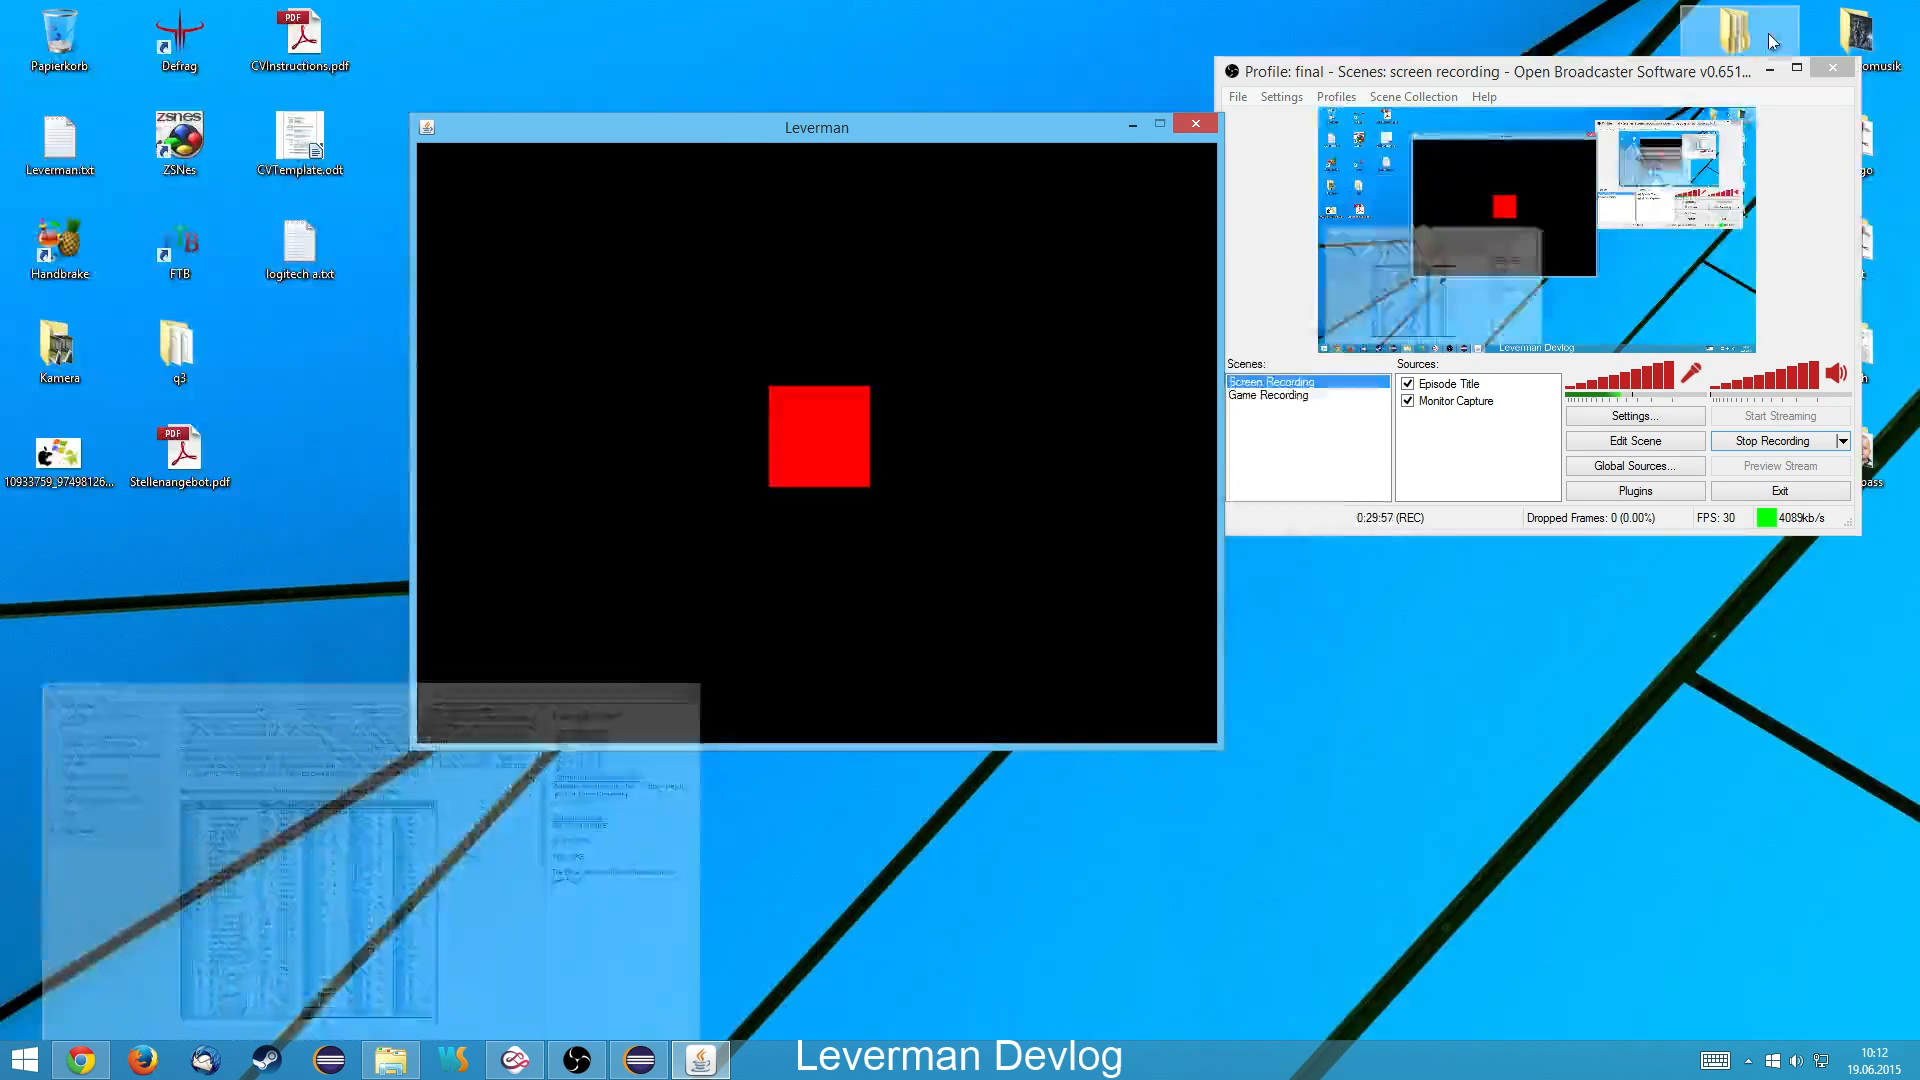 Papierkorb
Defrag
CVInstructions.pdf
Leverman.txt
ZSNes
CVTemplate.odt
Handbrake
FTB
logitech a.txt
Kamera
q3
10933759_97498126...
Stellenangebot.pdf
Leverman
omusik
Profile: final - Scenes: screen recording - Open Broadcaster Software v0.651...
File Settings Profiles Scene Collection Help
Leverman Devlog
Scenes:
Sources:
Screen Recording
Game Recording
Episode Title
Monitor Capture
Settings...
Start Streaming
Edit Scene
Stop Recording
Global Sources...
Preview Stream
Plugins
Exit
0:29:57 (REC)
Dropped Frames: 0 (0.00%)
FPS: 30
4089kb/s
pass
Leverman Devlog
10:12
19.06.2015